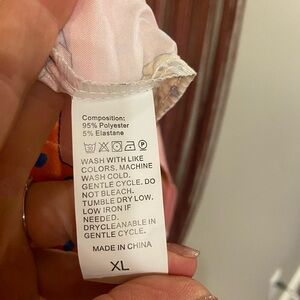 Composition:
95% Polyester
5% Elastane
WASH WITH LIKE
COLORS, MACHINE
WASH COLD.
GENTLE CYCLE. DO
NOT BLEACH.
TUMBLE DRY LOW.
LOW IRON IF
NEEDED.
DRYCLEANABLE IN
GENTLE CYCLE.
MADE IN CHINA
XL